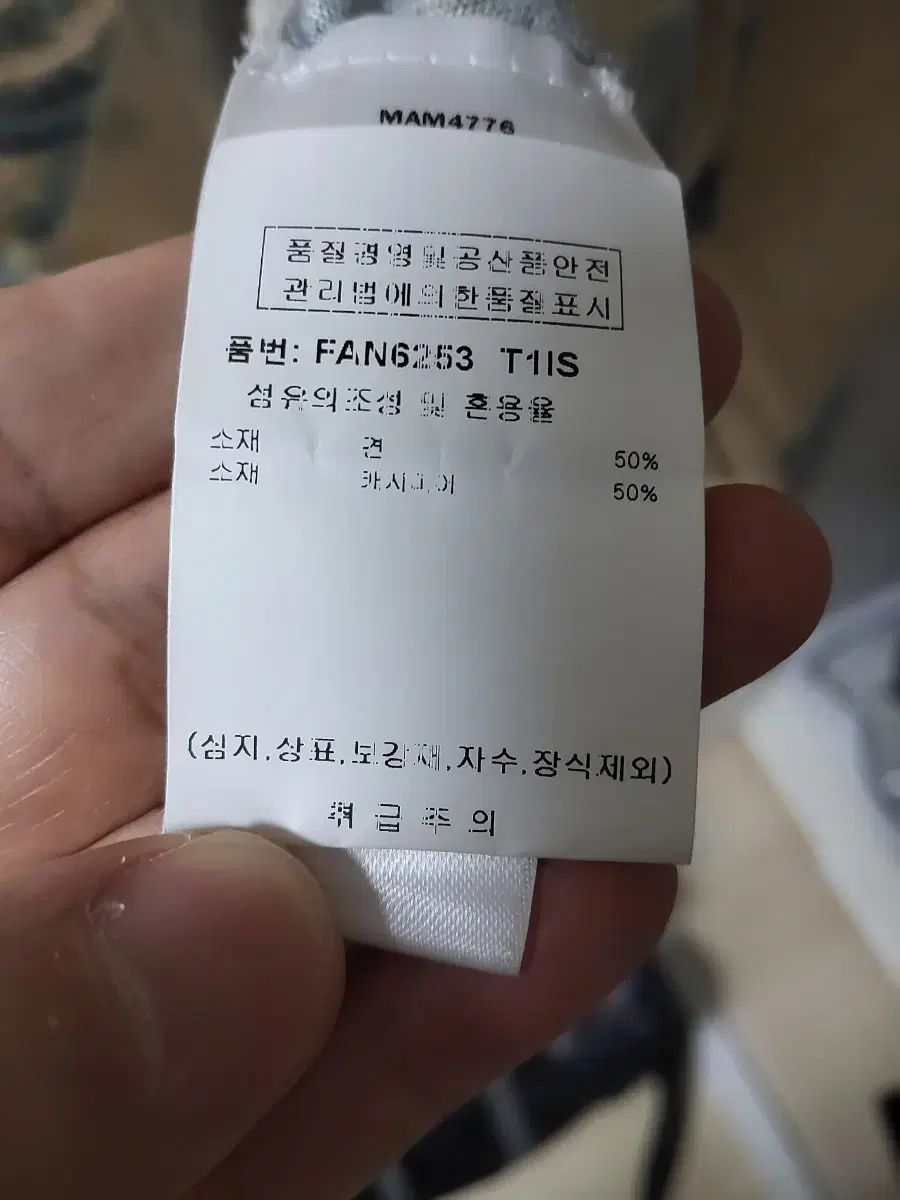 MAM4776
품질경영 및 공산품안전
관리법에의한품질표시
품번: FAN6253 T1IS
섬유의조성 및 혼용율
소재 견 50%
소재 캐시미어 50%
(심지,상표,보강재,자수,장식제외)
취급주의